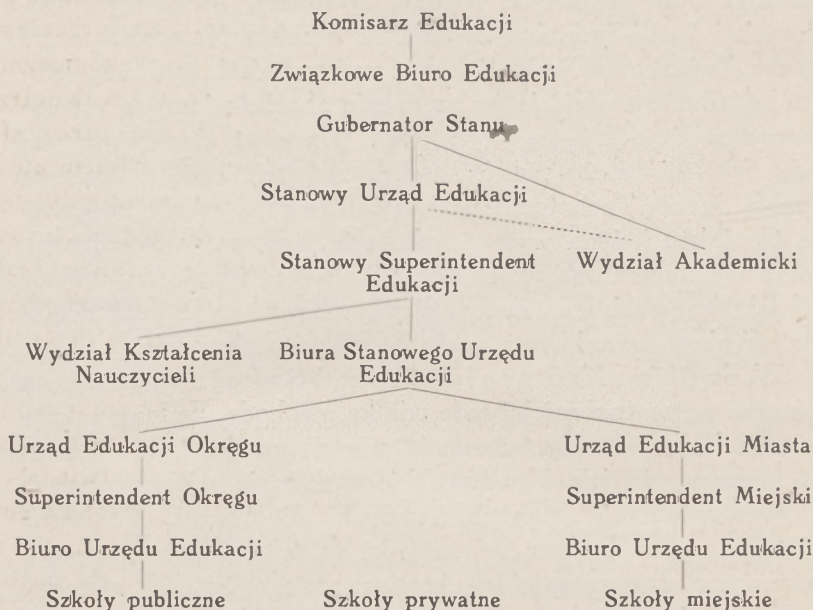 Komisarz Edukacji
Związkowe Biuro Edukacji
Gubernator Stanu
Stanowy Urząd Edukacji
Stanowy Superintendent
Edukacji
Wydział Akademicki
Wydział Kształcenia
Nauczycieli
Biura Stanowego Urzędu
Edukacji
Urząd Edukacji Okręgu
Urząd Edukacji Miasta
Superintendent Okręgu
Superintendent Miejski
Biuro Urzędu Edukacji
Biuro Urzędu Edukacji
Szkoły publiczne
Szkoły prywatne
Szkoły miejskie